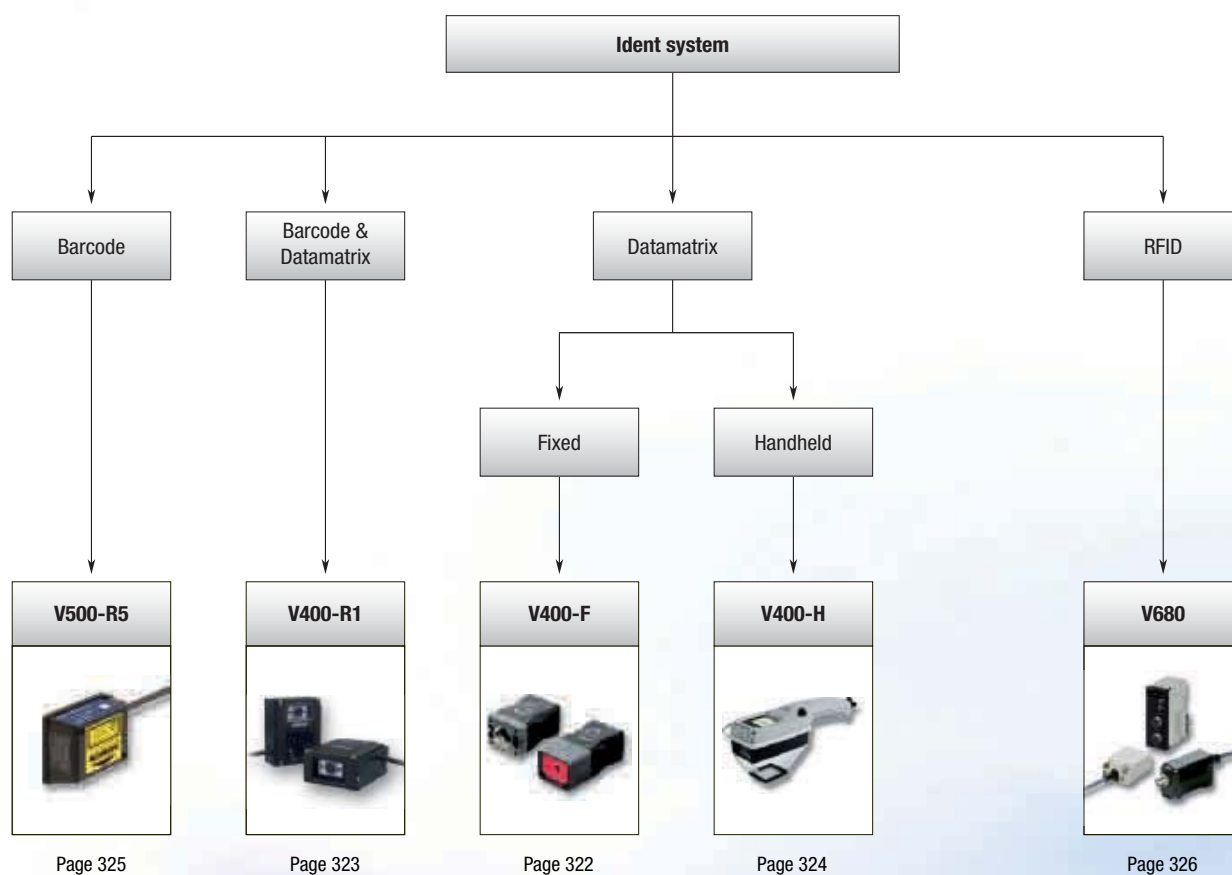 Ident system
Barcode
Barcode &
Datamatrix
Datamatrix
RFID
Fixed
Handheld
V500-R5
V400-R1
V400-F
V400-H
V680
Page 325
Page 323
Page 322
Page 324
Page 326